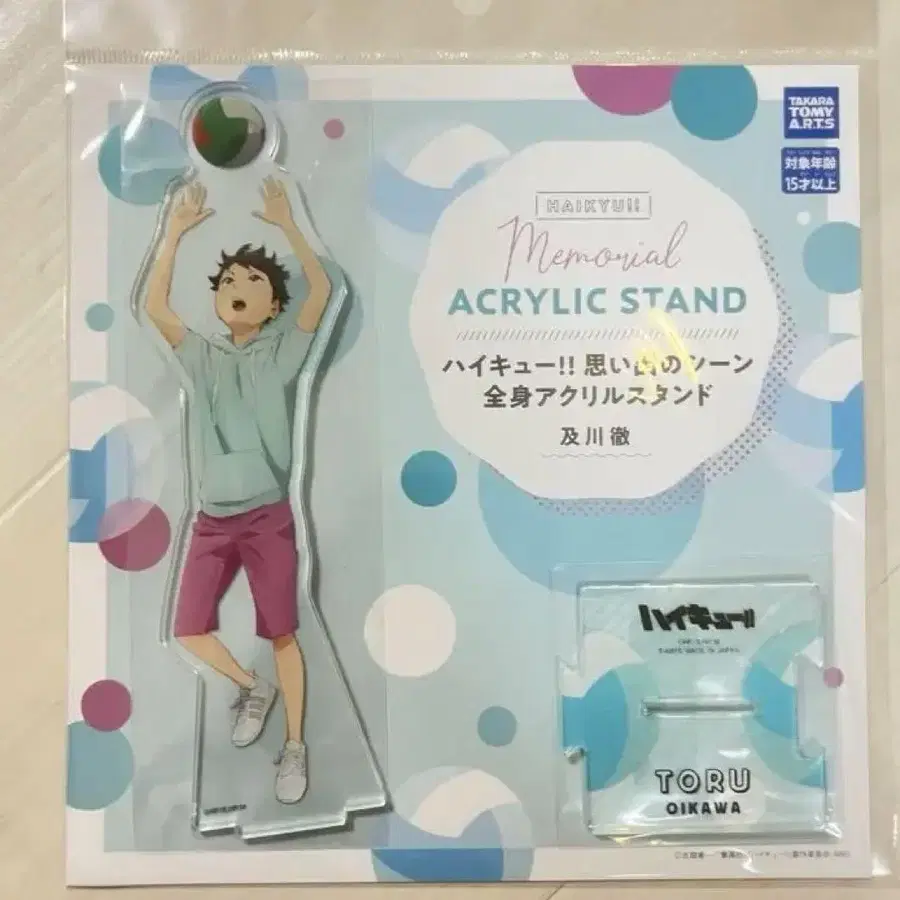 TAKARA
TOMY
A.R.T.S
対象年齢
15才以上
HAIKYU!!
Memorial
ACRYLIC STAND
ハイキュー!! 思い出のシーン
全身アクリルスタンド
及川徹
ハイキュー!!
TORU
OIKAWA